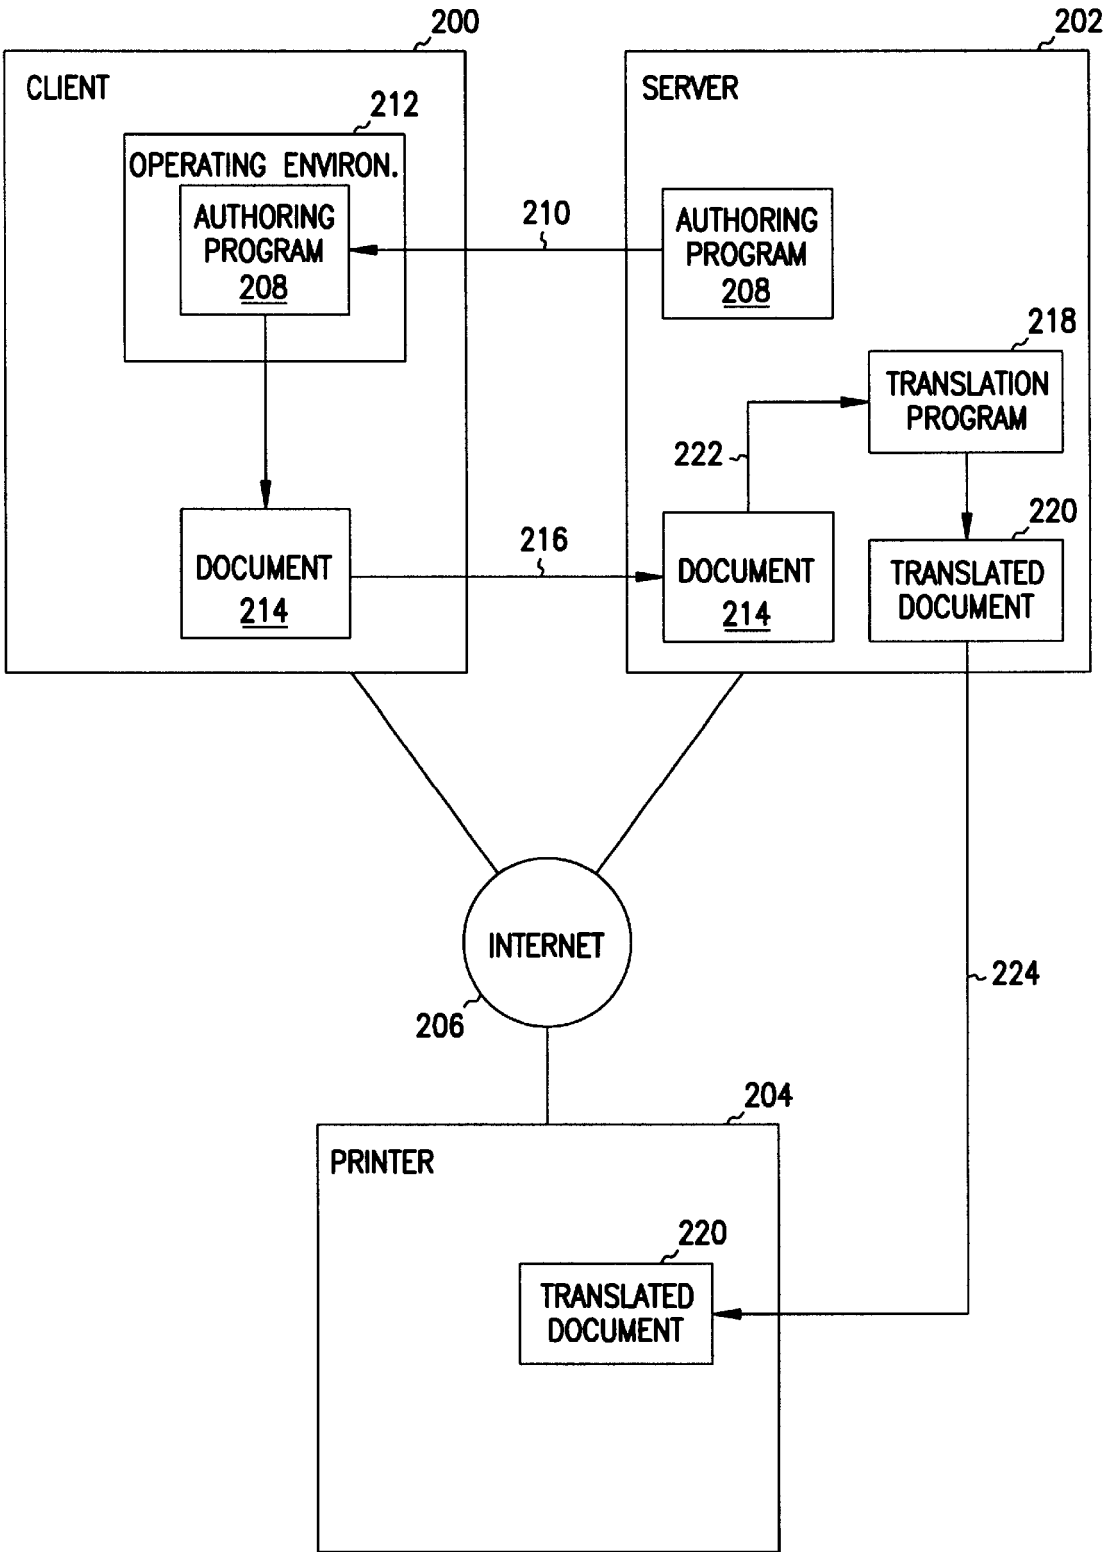 200
CLIENT
212
OPERATING ENVIRON.
AUTHORING
PROGRAM
208
DOCUMENT
214
210
216
202
SERVER
AUTHORING
PROGRAM
208
218
TRANSLATION
PROGRAM
222
DOCUMENT
214
220
TRANSLATED
DOCUMENT
INTERNET
206
224
204
PRINTER
220
TRANSLATED
DOCUMENT